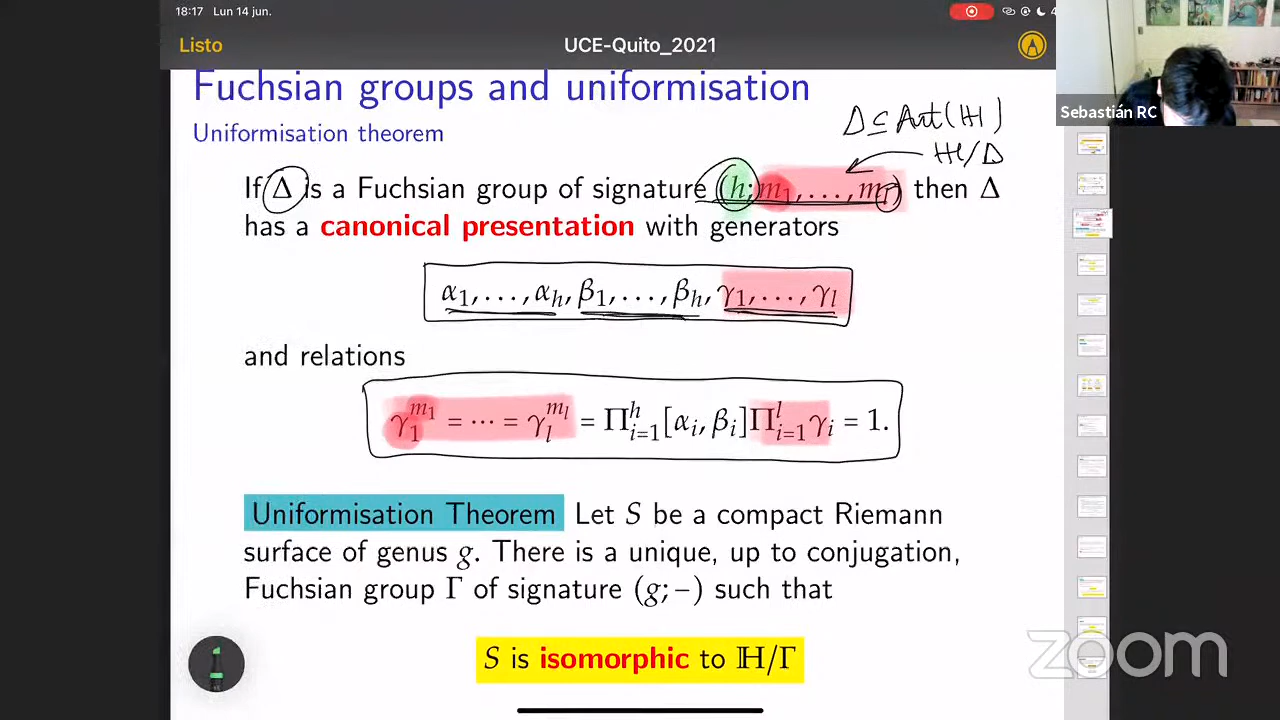 18:17 Lun 14 jun.
Listo
UCE-Quito_2021
Sebastián RC
Fuchsian groups and uniformisation
Uniformisation theorem
Δ ⊆ Aut(ℍ)
ℍ/Δ
If Δ is a Fuchsian group of signature (h; m₁, …, mₗ) then Δ
has a canonical presentation with generators
α₁, …, αₕ, β₁, …, βₕ, γ₁, …, γₗ
and relations
γ₁^{m₁} = ⋯ = γₗ^{mₗ} = Π_{i=1}^{h}[αᵢ, βᵢ]Π_{i=1}^{l}γᵢ = 1.
Uniformisation Theorem Let S be a compact Riemann
surface of genus g. There is a unique, up to conjugation,
Fuchsian group Γ of signature (g; −) such that
S is isomorphic to ℍ/Γ
zoom